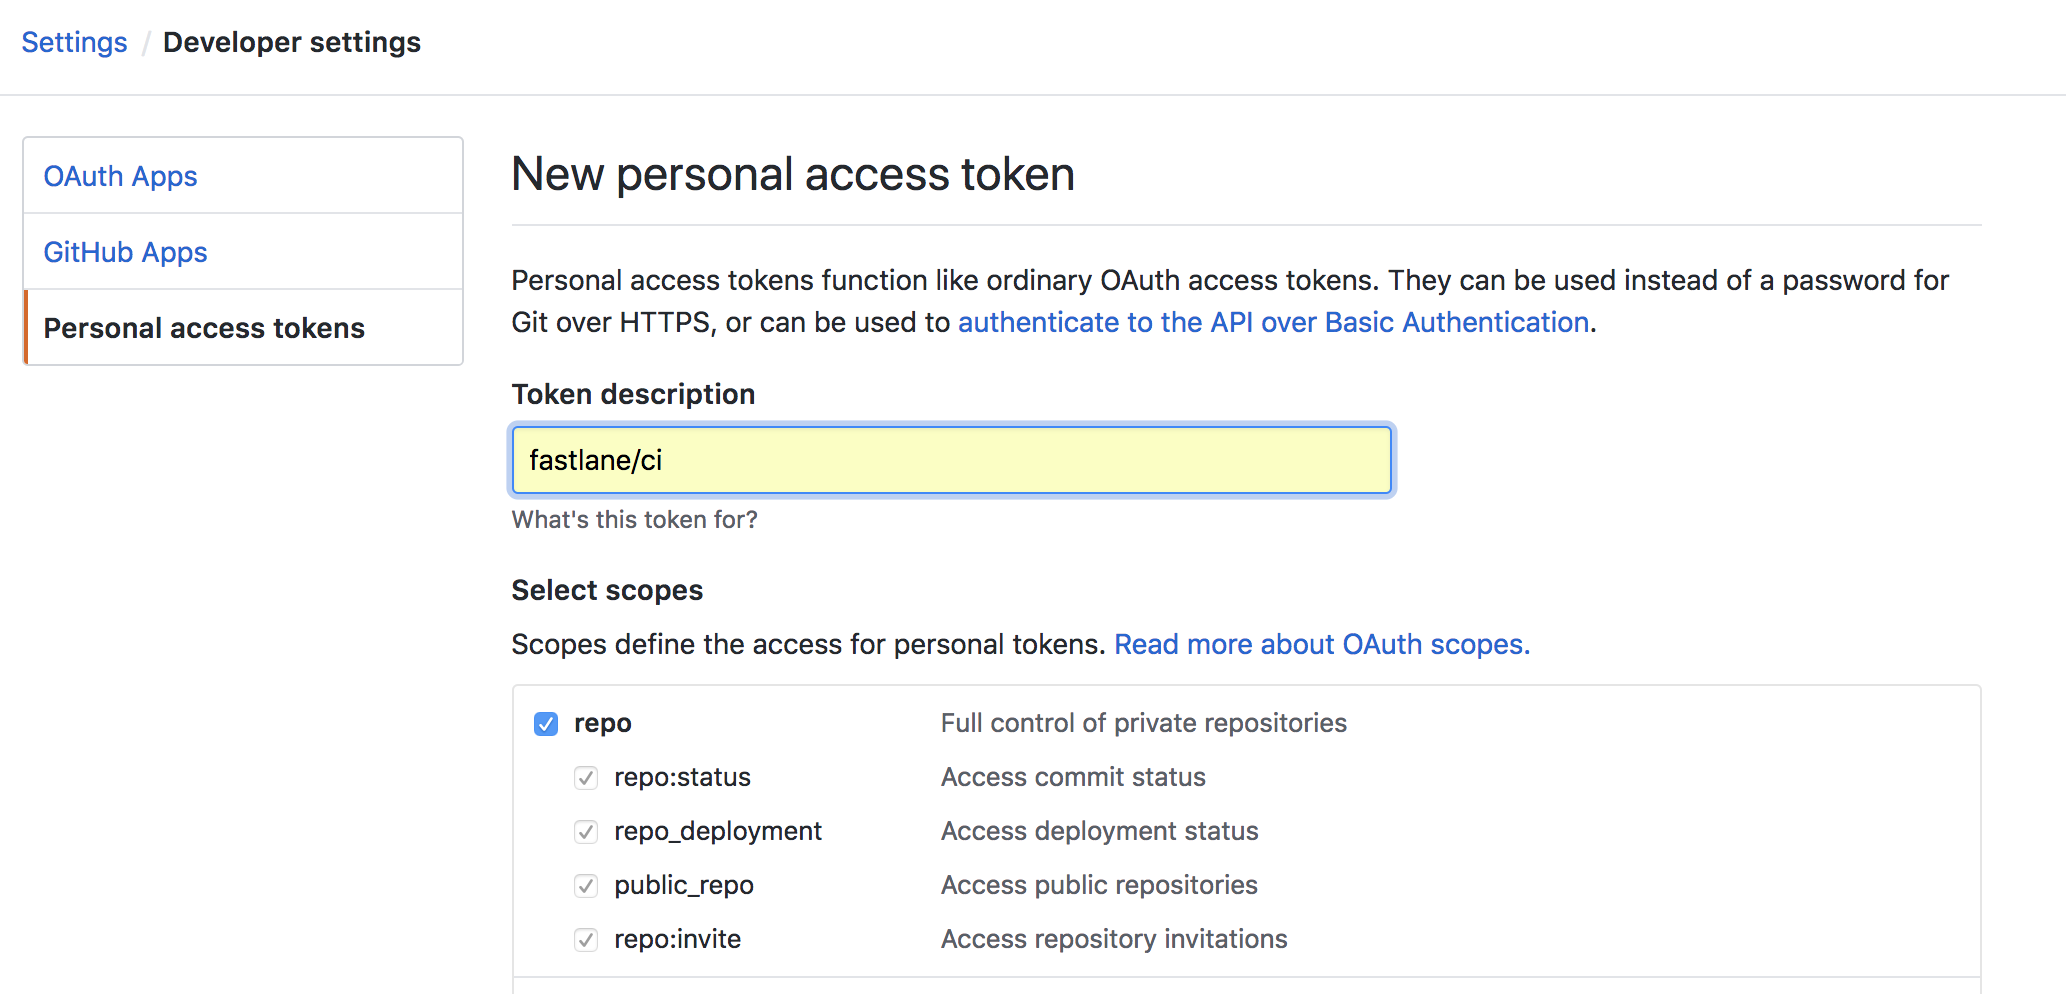 Settings / Developer settings
OAuth Apps
GitHub Apps
Personal access tokens
New personal access token
Personal access tokens function like ordinary OAuth access tokens. They can be used instead of a password for
Git over HTTPS, or can be used to authenticate to the API over Basic Authentication.
Token description
fastlane/ci
What's this token for?
Select scopes
Scopes define the access for personal tokens. Read more about OAuth scopes.
repo Full control of private repositories
repo:status Access commit status
repo_deployment Access deployment status
public_repo Access public repositories
repo:invite Access repository invitations